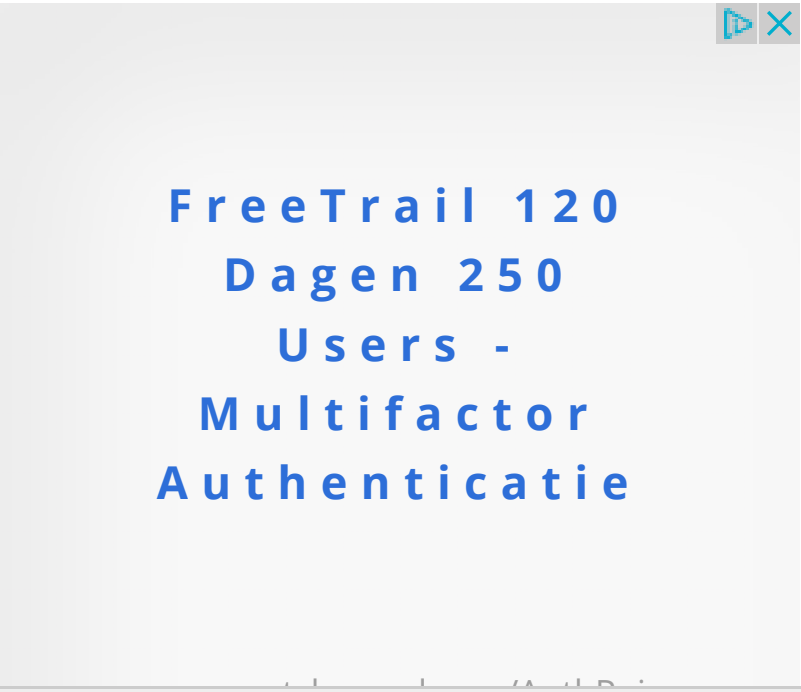 FreeTrail 120
Dagen 250
Users -
Multifactor
Authenticatie